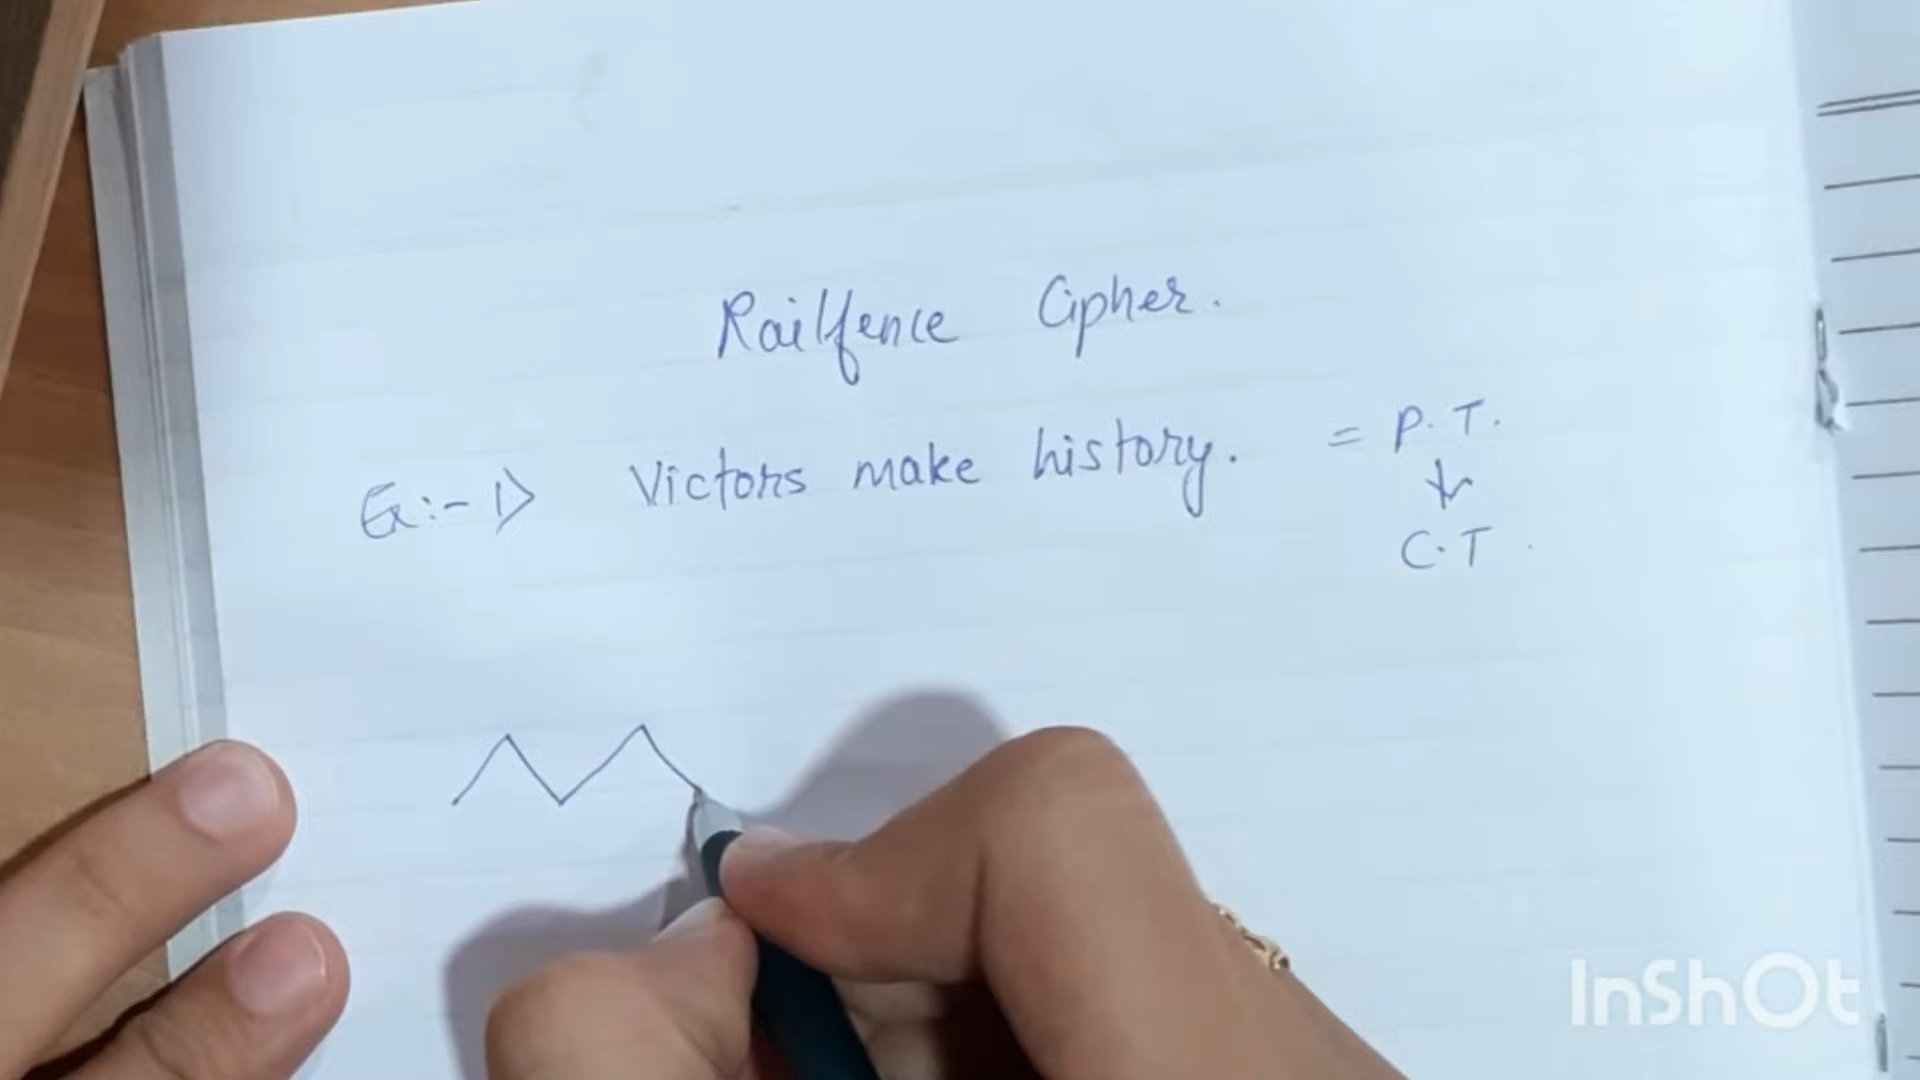 Railfence Cipher.
Ex:- 1) Victors make history. = P.T.
↓
C.T.
InShOt